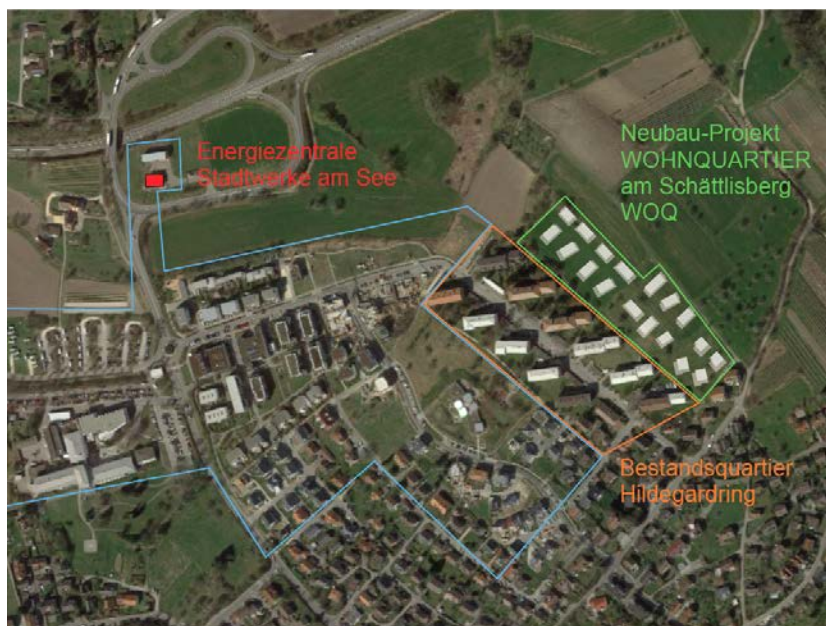 Energiezentrale
Stadtwerke am See
Neubau-Projekt
WOHNQUARTIER
am Schättlisberg
WOQ
Bestandsquartier
Hildegardring